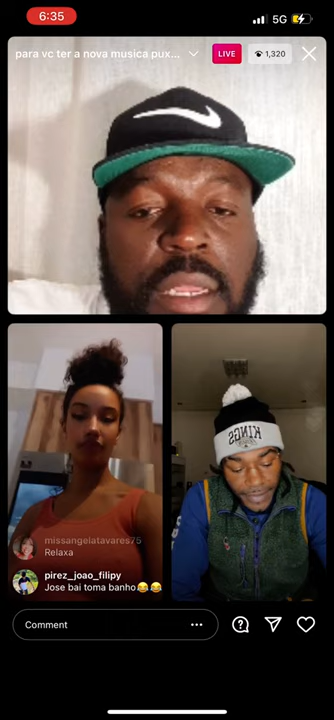 6:35
5G
para vc ter a nova musica pux...
LIVE
1,320
KINGS
missangelatavares75
Relaxa
pirez_joao_filipy
Jose bai toma banho😂😂
Comment